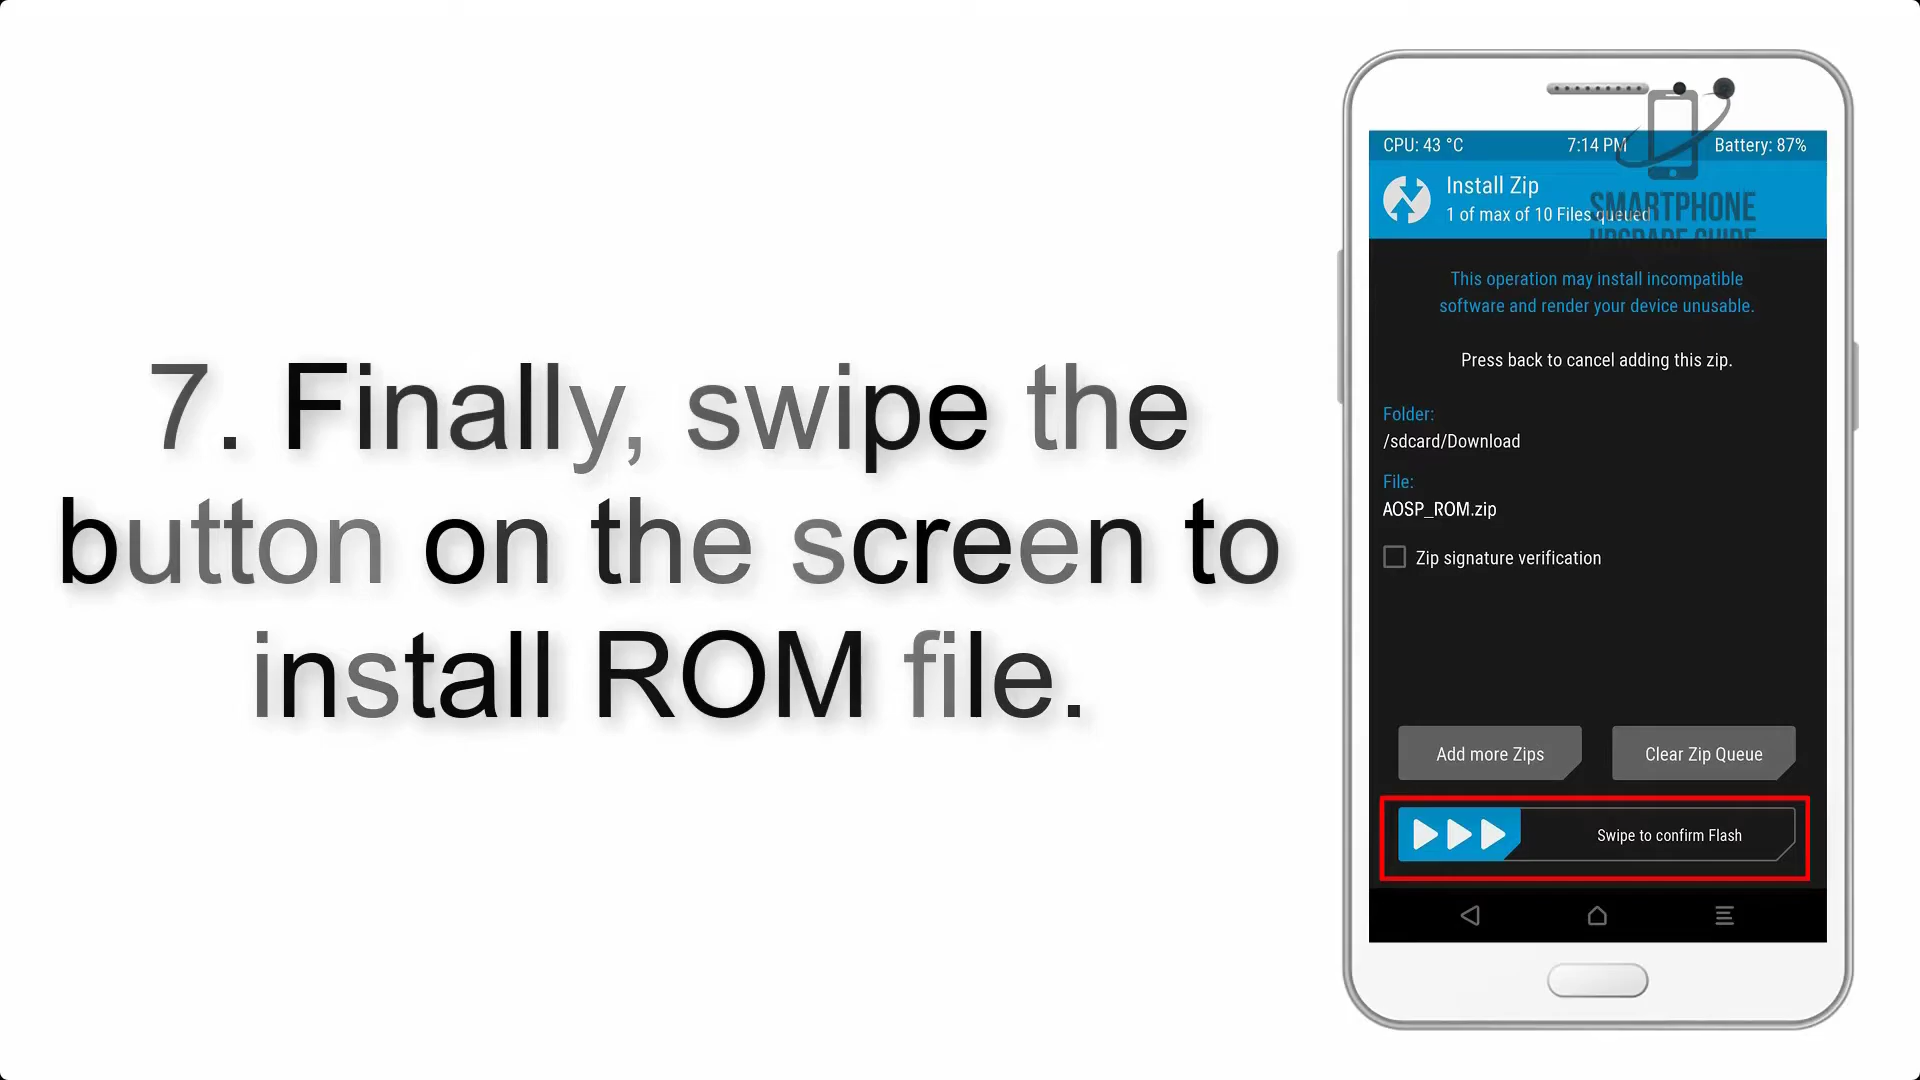 7. Finally, swipe the
button on the screen to
install ROM file.
CPU: 43 °C 7:14 PM Battery: 87%
Install Zip
1 of max of 10 Files queued
SMARTPHONE
UPGRADE GUIDE
This operation may install incompatible
software and render your device unusable.
Press back to cancel adding this zip.
Folder:
/sdcard/Download
File:
AOSP_ROM.zip
Zip signature verification
Add more Zips Clear Zip Queue
Swipe to confirm Flash